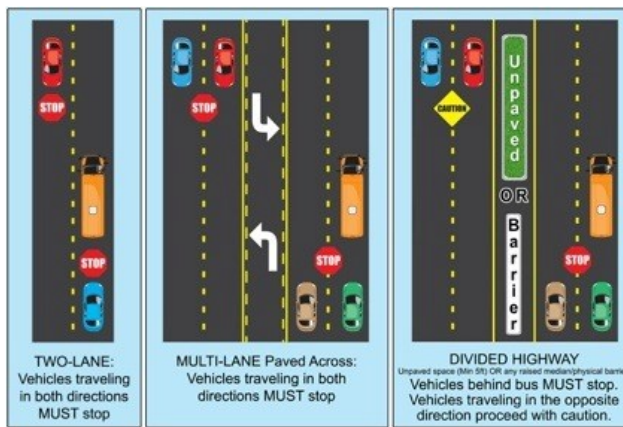 STOP
STOP
TWO-LANE:
Vehicles traveling
in both directions
MUST stop
STOP
STOP
MULTI-LANE Paved Across:
Vehicles traveling in both
directions MUST stop
CAUTION
Unpaved
OR
Barrier
STOP
DIVIDED HIGHWAY
Unpaved space (Min 5ft) OR any raised median/physical barrier
Vehicles behind bus MUST stop.
Vehicles traveling in the opposite
direction proceed with caution.